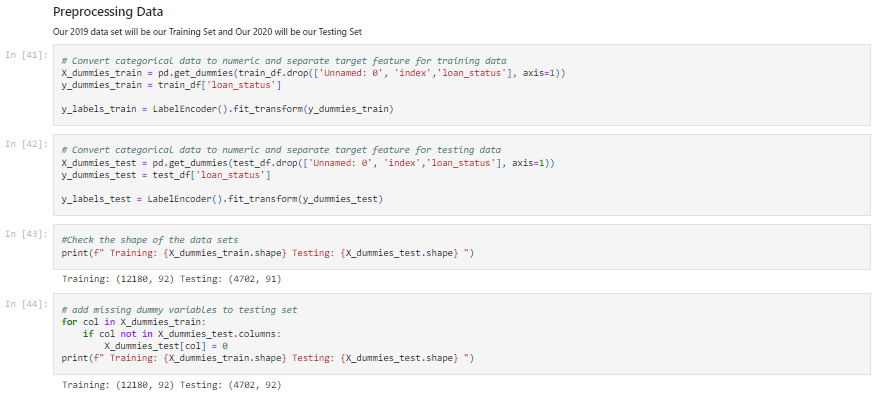 Preprocessing Data
Our 2019 data set will be our Training Set and Our 2020 will be our Testing Set
In [41]:
# Convert categorical data to numeric and separate target feature for training data
X_dummies_train = pd.get_dummies(train_df.drop(['Unnamed: 0', 'index','loan_status'], axis=1))
y_dummies_train = train_df['loan_status']
y_labels_train = LabelEncoder().fit_transform(y_dummies_train)
In [42]:
# Convert categorical data to numeric and separate target feature for testing data
X_dummies_test = pd.get_dummies(test_df.drop(['Unnamed: 0', 'index','loan_status'], axis=1))
y_dummies_test = test_df['loan_status']
y_labels_test = LabelEncoder().fit_transform(y_dummies_test)
In [43]:
#Check the shape of the data sets
print(f" Training: {X_dummies_train.shape} Testing: {X_dummies_test.shape} ")
Training: (12180, 92) Testing: (4702, 91)
In [44]:
# add missing dummy variables to testing set
for col in X_dummies_train:
    if col not in X_dummies_test.columns:
        X_dummies_test[col] = 0
print(f" Training: {X_dummies_train.shape} Testing: {X_dummies_test.shape} ")
Training: (12180, 92) Testing: (4702, 92)